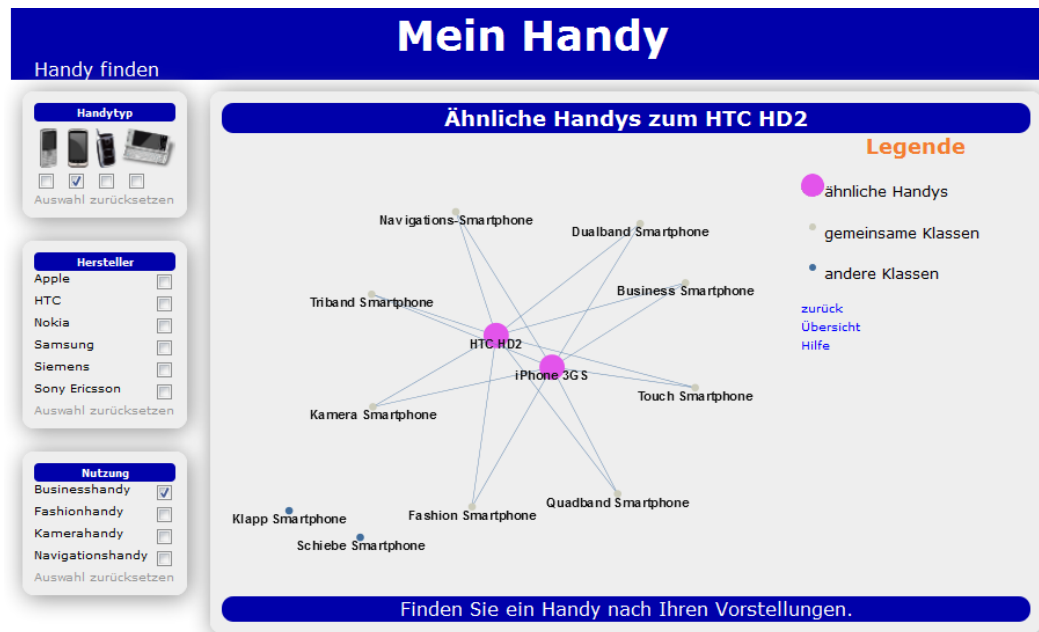 Mein Handy
Handy finden
Handytyp
Auswahl zurücksetzen
Hersteller
Apple
HTC
Nokia
Samsung
Siemens
Sony Ericsson
Auswahl zurücksetzen
Nutzung
Businesshandy
Fashionhandy
Kamerahandy
Navigationshandy
Auswahl zurücksetzen
Ähnliche Handys zum HTC HD2
Navigations-Smartphone
Dualband Smartphone
Business Smartphone
Triband Smartphone
HTC HD2
iPhone 3GS
Touch Smartphone
Kamera Smartphone
Quadband Smartphone
Fashion Smartphone
Klapp Smartphone
Schiebe Smartphone
Legende
ähnliche Handys
gemeinsame Klassen
andere Klassen
zurück
Übersicht
Hilfe
Finden Sie ein Handy nach Ihren Vorstellungen.